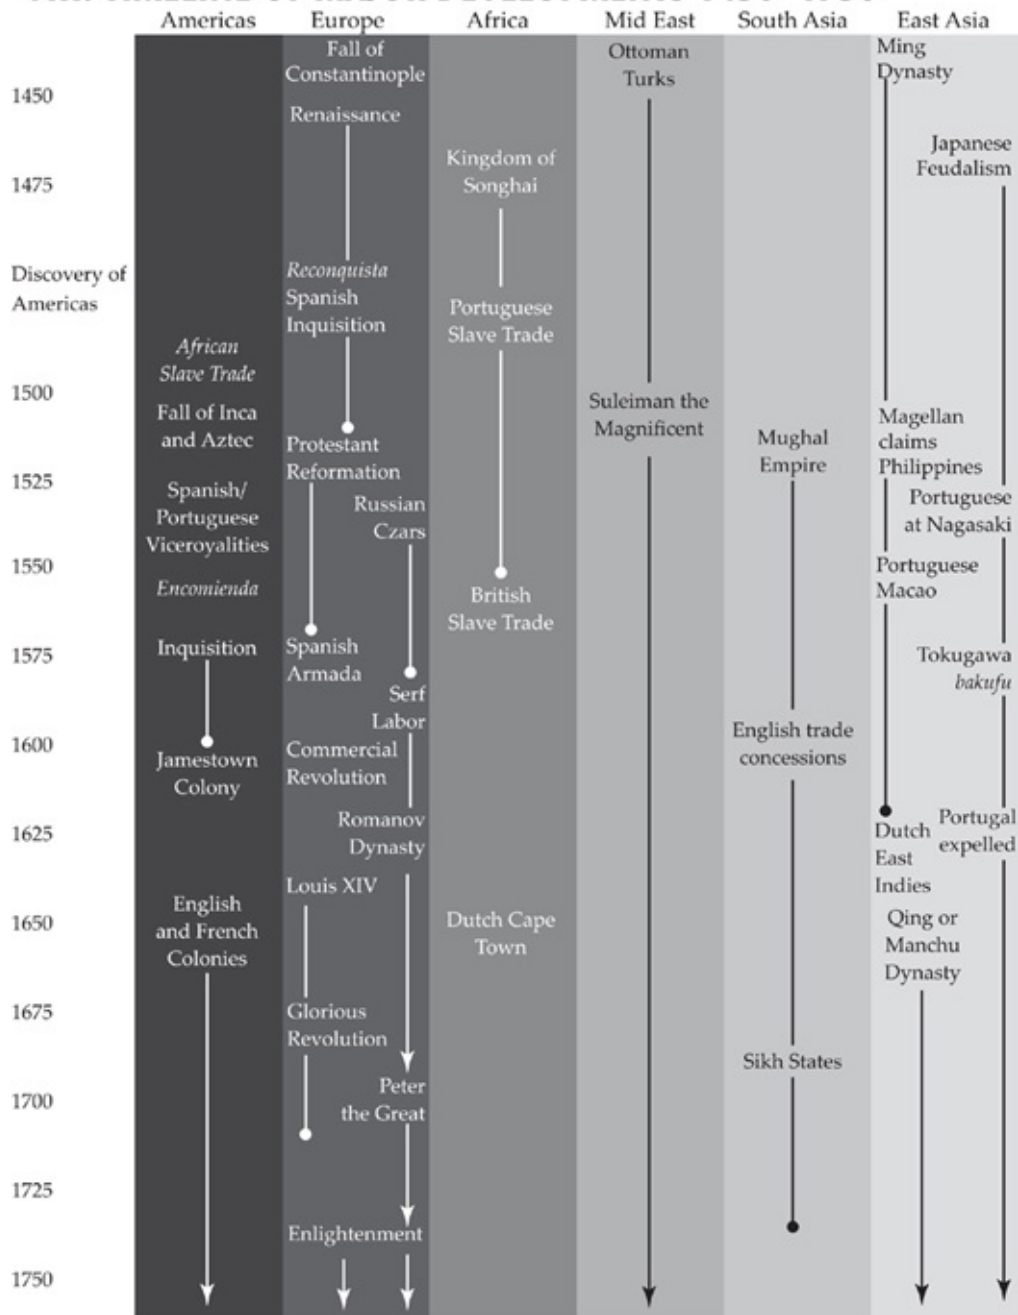 Americas Europe Africa Mid East South Asia East Asia
1450
1475
Discovery of
Americas
1500
1525
1550
1575
1600
1625
1650
1675
1700
1725
1750
African
Slave Trade
Fall of Inca
and Aztec
Spanish/
Portuguese
Viceroyalities
Encomienda
Inquisition
Jamestown
Colony
English
and French
Colonies
Fall of
Constantinople
Renaissance
Reconquista
Spanish
Inquisition
Protestant
Reformation
Russian
Czars
Spanish
Armada
Serf
Labor
Commercial
Revolution
Romanov
Dynasty
Louis XIV
Glorious
Revolution
Peter
the Great
Enlightenment
Kingdom of
Songhai
Portuguese
Slave Trade
British
Slave Trade
Dutch Cape
Town
Ottoman
Turks
Suleiman the
Magnificent
Mughal
Empire
English trade
concessions
Sikh States
Ming
Dynasty
Japanese
Feudalism
Magellan
claims
Philippines
Portuguese
at Nagasaki
Portuguese
Macao
Tokugawa
bakufu
Dutch
East
Indies
Portugal
expelled
Qing or
Manchu
Dynasty